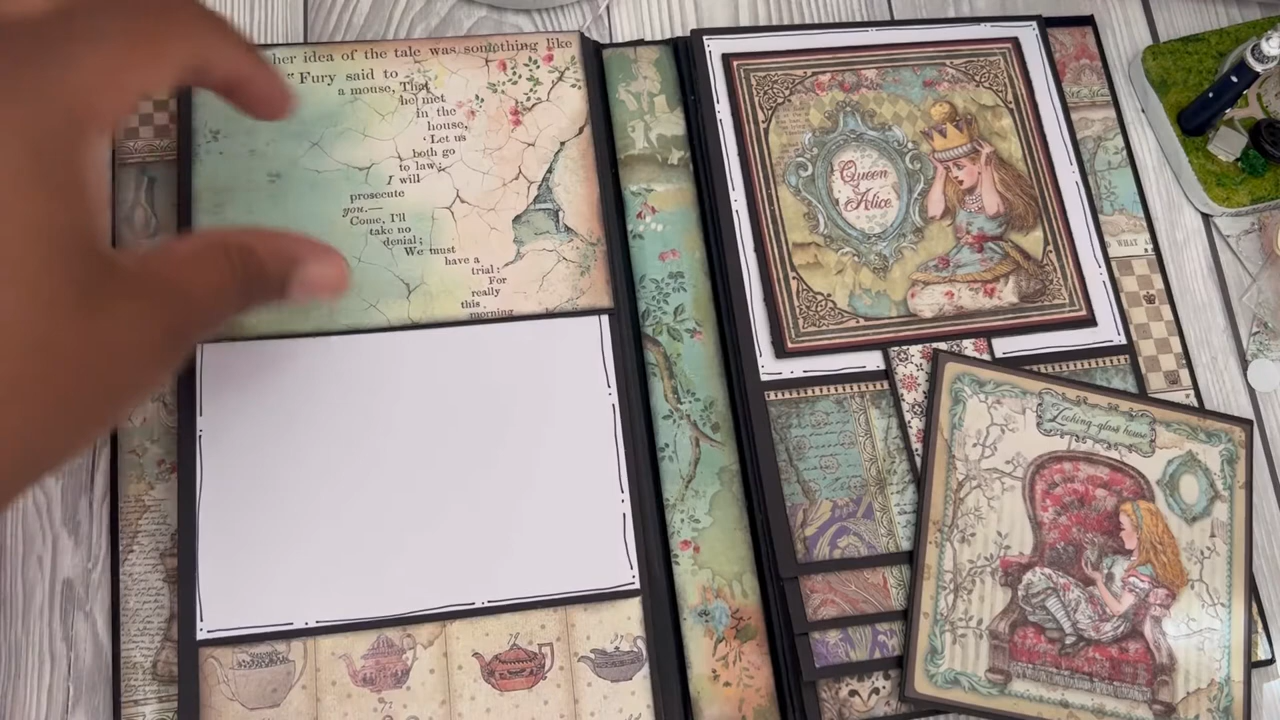 her idea of the tale was something like
"Fury said to
a mouse, That
he met
in the
house,
'Let us
both go
to law;
I will
prosecute
you.—
Come, I'll
take no
denial;
We must
have a
trial:
For
really
this
morning
Queen
Alice
Looking-glass house